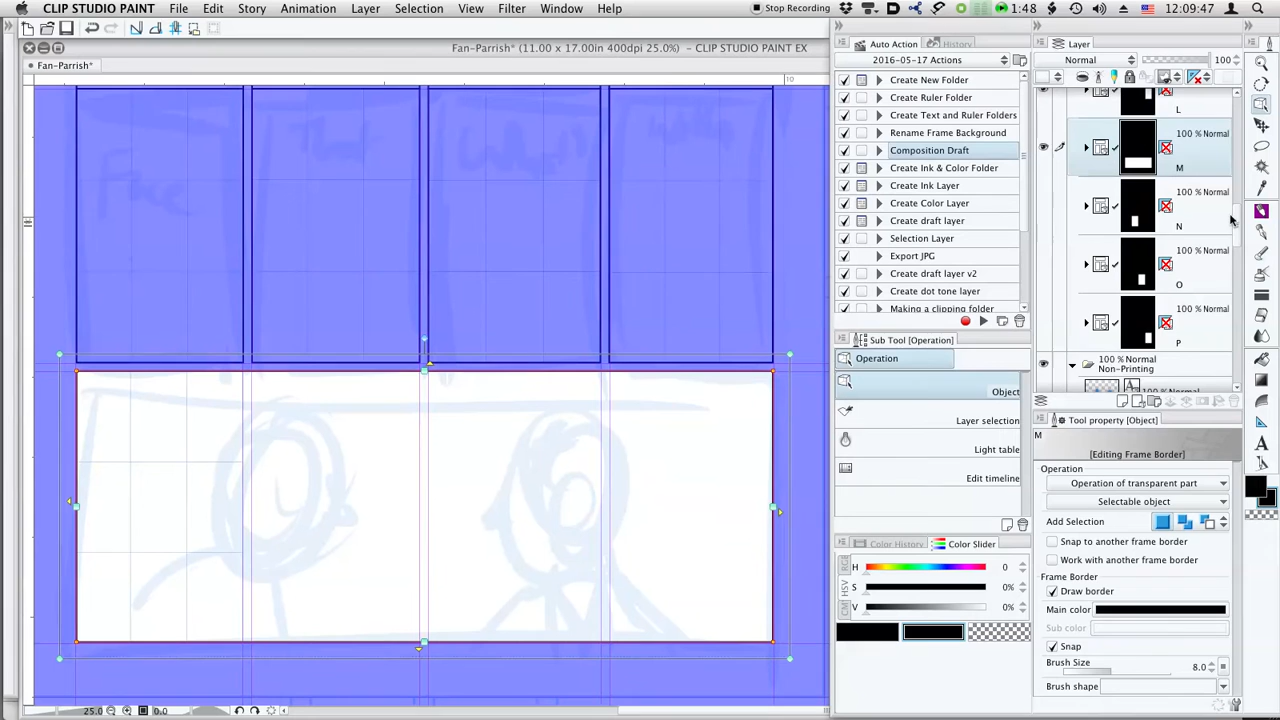 CLIP STUDIO PAINT File Edit Story Animation Layer Selection View Filter Window Help Stop Recording 1:48 12:09:47
Fan-Parrish* (11.00in x 17.00in 400dpi 25.0%) - CLIP STUDIO PAINT EX
Fan-Parrish*
10
25.0 0.0
Auto Action History
2016-05-17 Actions
Create New Folder
Create Ruler Folder
Create Text and Ruler Folders
Rename Frame Background
Composition Draft
Create Ink & Color Folder
Create Ink Layer
Create Color Layer
Create draft layer
Selection Layer
Export JPG
Create draft layer v2
Create dot tone layer
Making a clipping folder
Sub Tool [Operation]
Operation
Object
Layer selection
Light table
Edit timeline
Color History Color Slider
RGB
HSV
CM
H 0
S 0%
V 0%
Layer
Normal 100
L
100 % Normal
M
100 % Normal
N
100 % Normal
O
100 % Normal
P
100 % Normal
Non-Printing
100% Normal
Tool property [Object]
M
[Editing Frame Border]
Operation
Operation of transparent part
Selectable object
Add Selection
Snap to another frame border
Work with another frame border
Frame Border
Draw border
Main color
Sub color
Snap
Brush Size 8.0
Brush shape